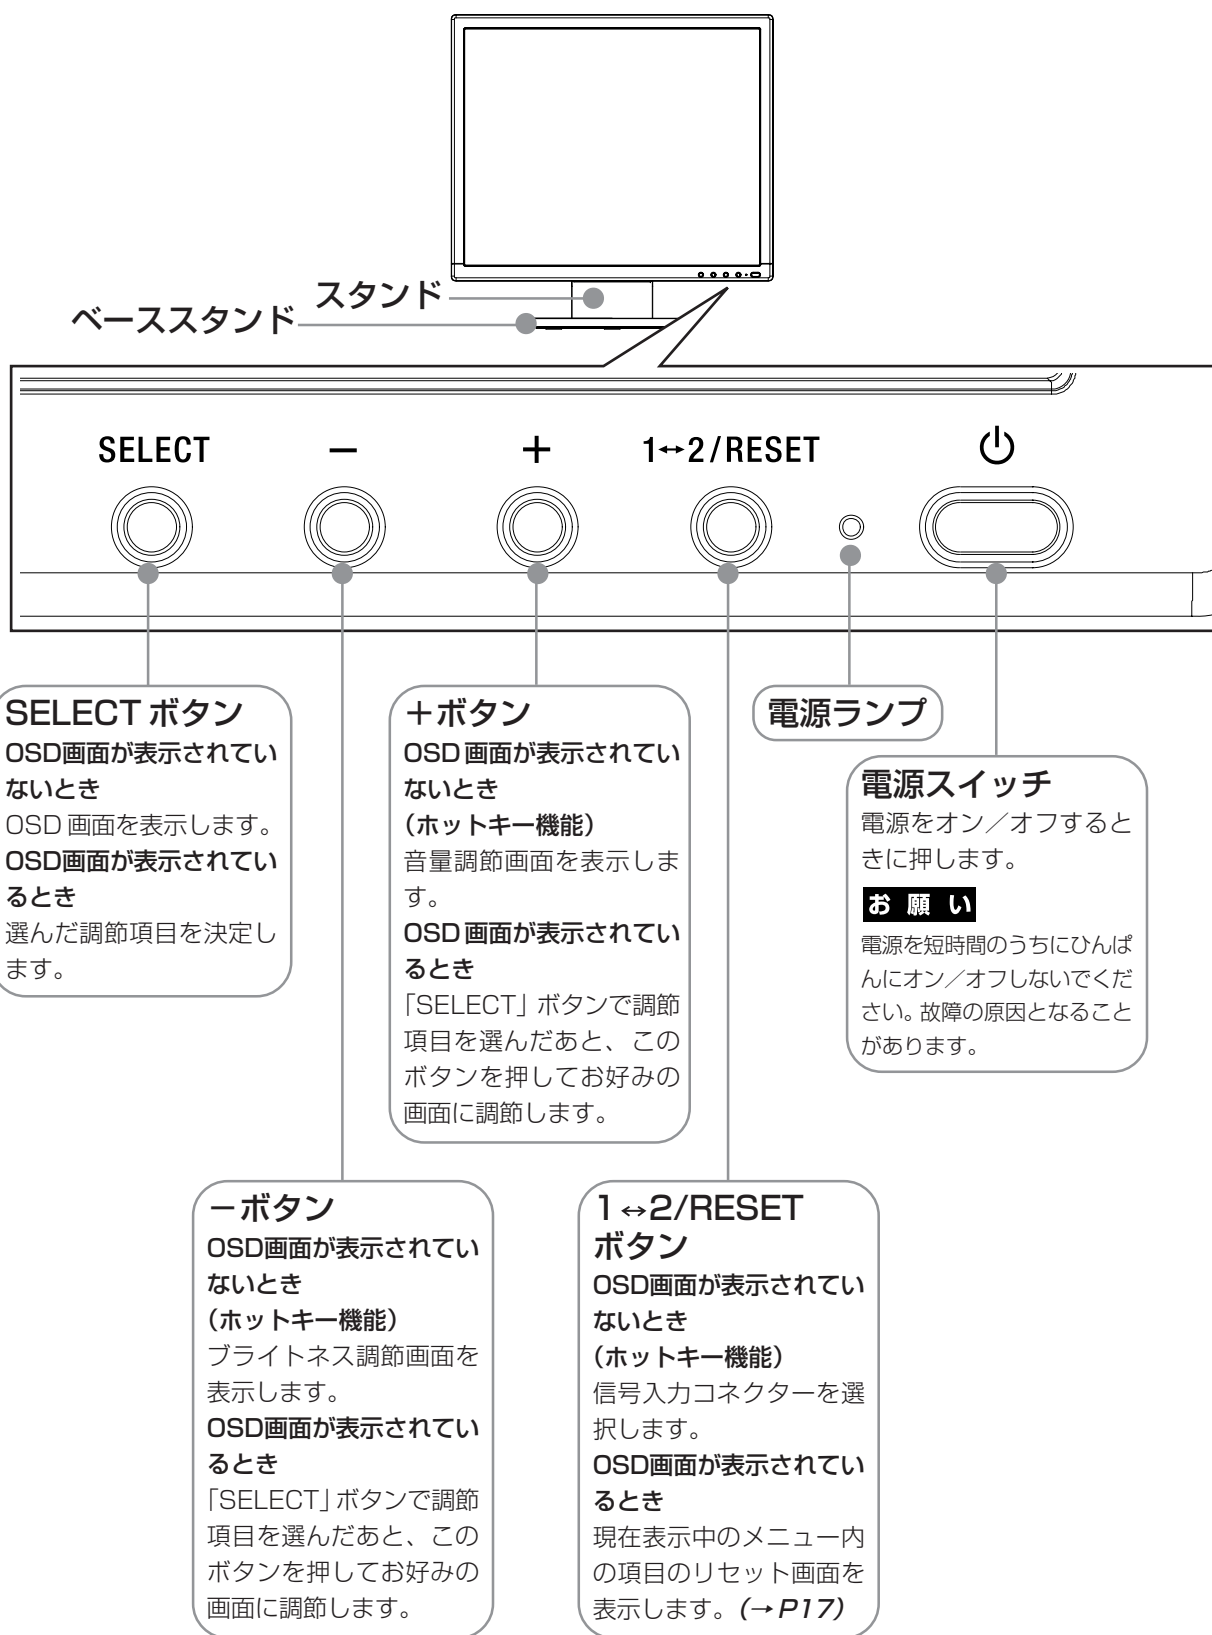 スタンド
ベーススタンド
SELECT
－
＋
1↔2/RESET
SELECT ボタン
OSD画面が表示されてい
ないとき
OSD 画面を表示します。
OSD画面が表示されてい
るとき
選んだ調節項目を決定し
ます。
＋ボタン
OSD 画面が表示されてい
ないとき
（ホットキー機能）
音量調節画面を表示しま
す。
OSD 画面が表示されてい
るとき
「SELECT」ボタンで調節
項目を選んだあと、この
ボタンを押してお好みの
画面に調節します。
電源ランプ
電源スイッチ
電源をオン／オフすると
きに押します。
お 願 い
電源を短時間のうちにひんぱ
んにオン／オフしないでくだ
さい。故障の原因となること
があります。
－ボタン
OSD画面が表示されてい
ないとき
（ホットキー機能）
ブライトネス調節画面を
表示します。
OSD画面が表示されてい
るとき
「SELECT」ボタンで調節
項目を選んだあと、この
ボタンを押してお好みの
画面に調節します。
1↔2/RESET
ボタン
OSD画面が表示されてい
ないとき
（ホットキー機能）
信号入力コネクターを選
択します。
OSD画面が表示されてい
るとき
現在表示中のメニュー内
の項目のリセット画面を
表示します。(→P17)